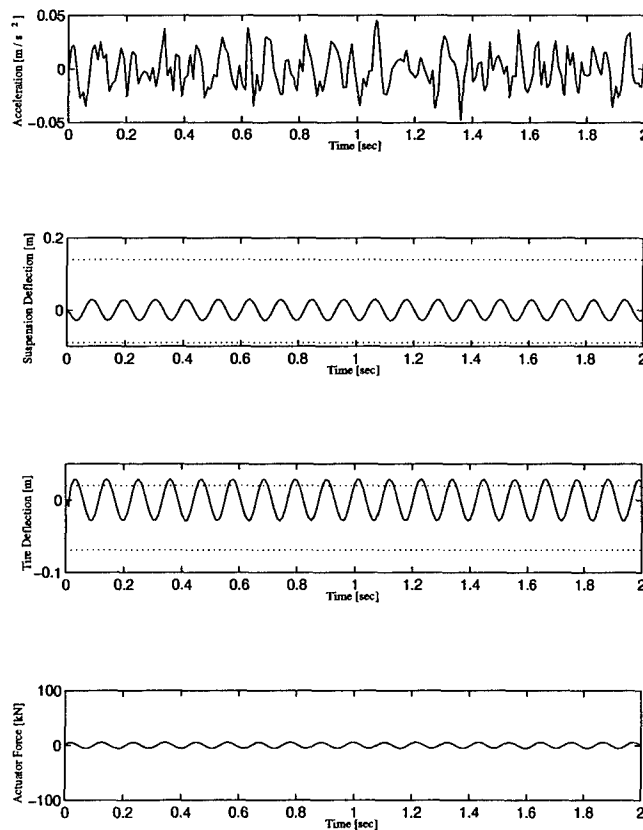 Acceleration [m / s ²]
0.05
0
−0.05
0 0.2 0.4 0.6 0.8 1 1.2 1.4 1.6 1.8 2
Time [sec]
Suspension Deflection [m]
0.2
0
0 0.2 0.4 0.6 0.8 1 1.2 1.4 1.6 1.8 2
Time [sec]
Tire Deflection [m]
0
−0.1
0 0.2 0.4 0.6 0.8 1 1.2 1.4 1.6 1.8 2
Time [sec]
Actuator Force [kN]
100
0
−100
0 0.2 0.4 0.6 0.8 1 1.2 1.4 1.6 1.8 2
Time [sec]